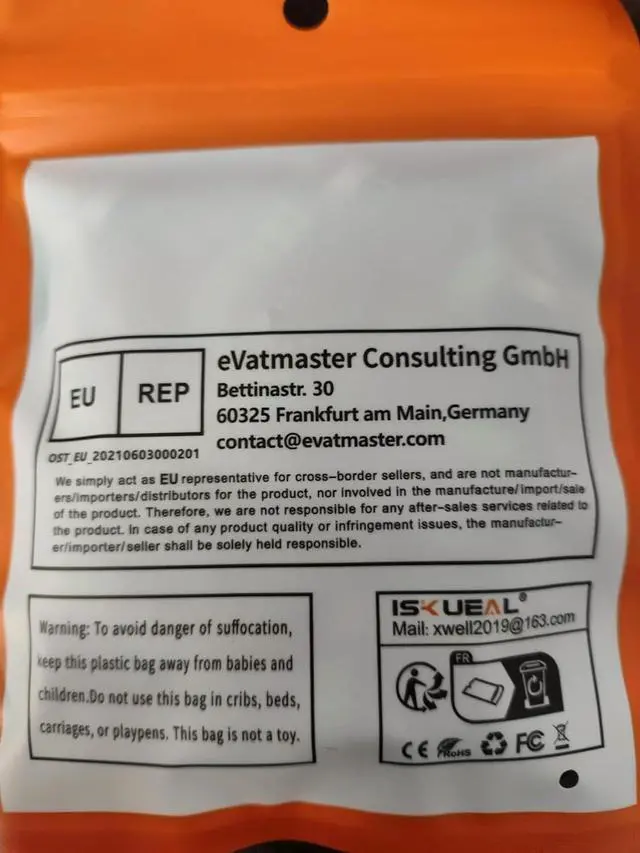 EU REP
eVatmaster Consulting GmbH
Bettinastr. 30
60325 Frankfurt am Main,Germany
contact@evatmaster.com
OST_EU_20210603000201
We simply act as EU representative for cross-border sellers, and are not manufactur-
ers/importers/distributors for the product, nor involved in the manufacture/import/sale
of the product. Therefore, we are not responsible for any after-sales services related to
the product. In case of any product quality or infringement issues, the manufactur-
er/importer/seller shall be solely held responsible.
Warning: To avoid danger of suffocation,
keep this plastic bag away from babies and
children.Do not use this bag in cribs, beds,
carriages, or playpens. This bag is not a toy.
ISKUEAL®
Mail: xwell2019@163.com
FR
CE RoHS FC